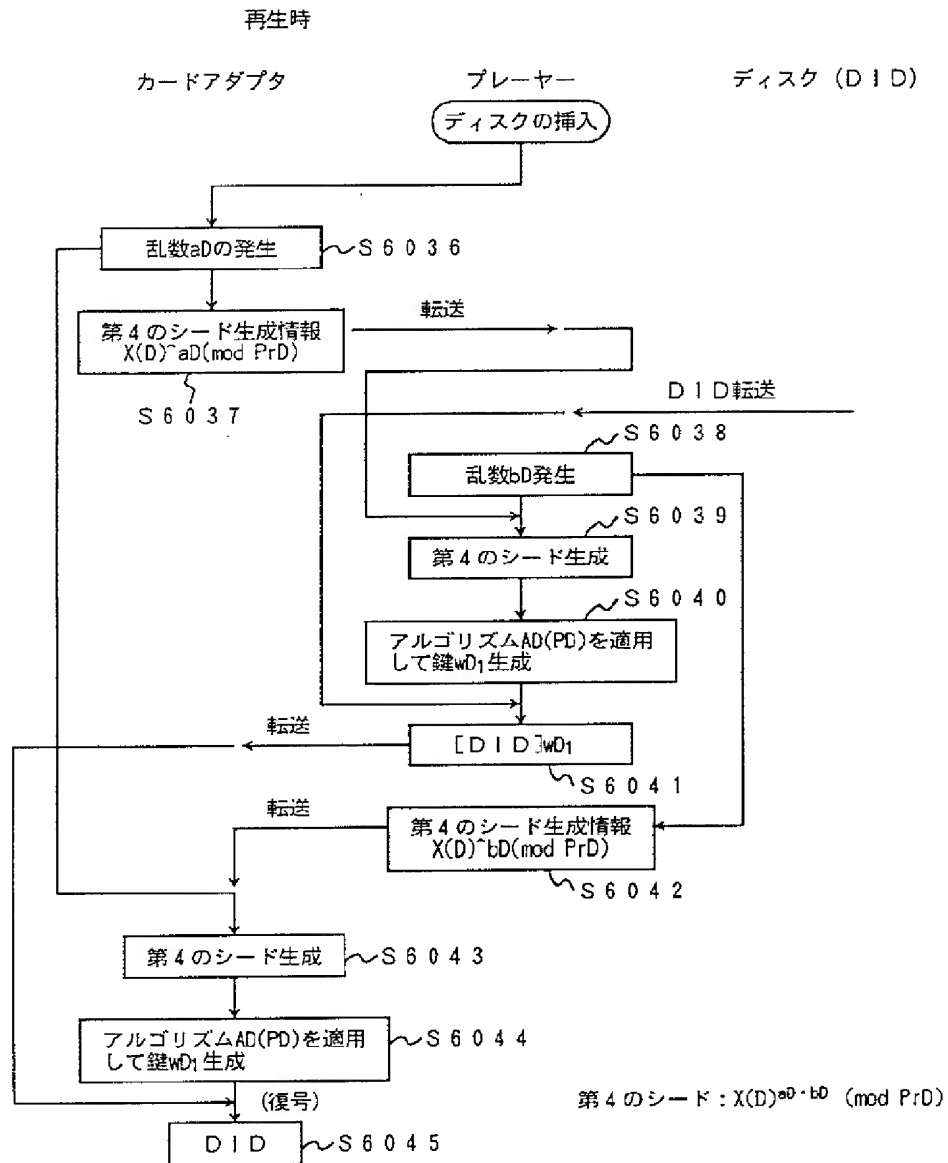 再生時
カードアダプタ
プレーヤー
ディスク（DID）
ディスクの挿入
乱数aDの発生
S6036
第4のシード生成情報
X(D)^aD(mod PrD)
転送
S6037
DID転送
S6038
乱数bD発生
S6039
第4のシード生成
S6040
アルゴリズムAD(PD)を適用
して鍵wD₁生成
転送
[DID]wD₁
S6041
転送
第4のシード生成情報
X(D)^bD(mod PrD)
S6042
第4のシード生成
S6043
アルゴリズムAD(PD)を適用
して鍵wD₁生成
S6044
(復号)
第4のシード：X(D)^aD・bD (mod PrD)
DID
S6045